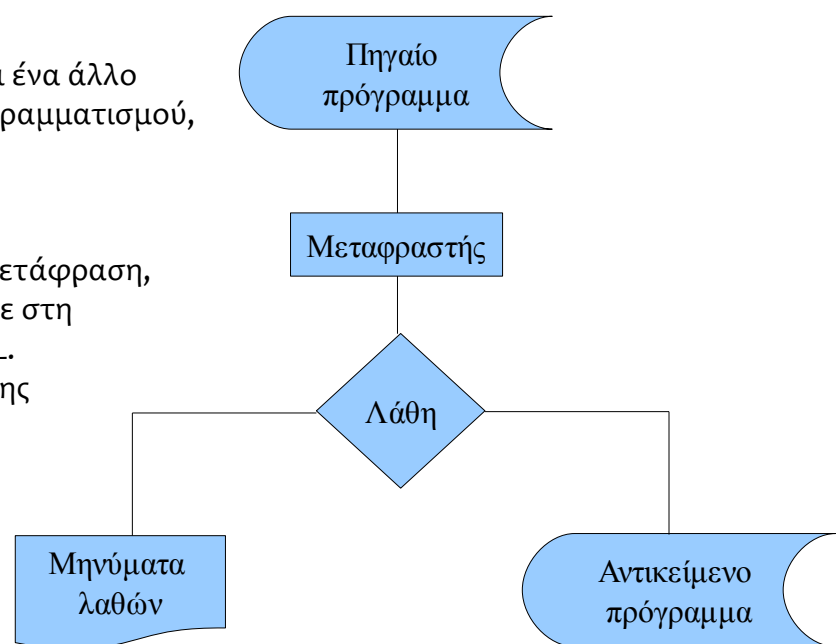 ι ένα άλλο
ραμματισμού,
ετάφραση,
ε στη
ης
Πηγαίο
πρόγραμμα
Μεταφραστής
Λάθη
Μηνύματα
λαθών
Αντικείμενο
πρόγραμμα